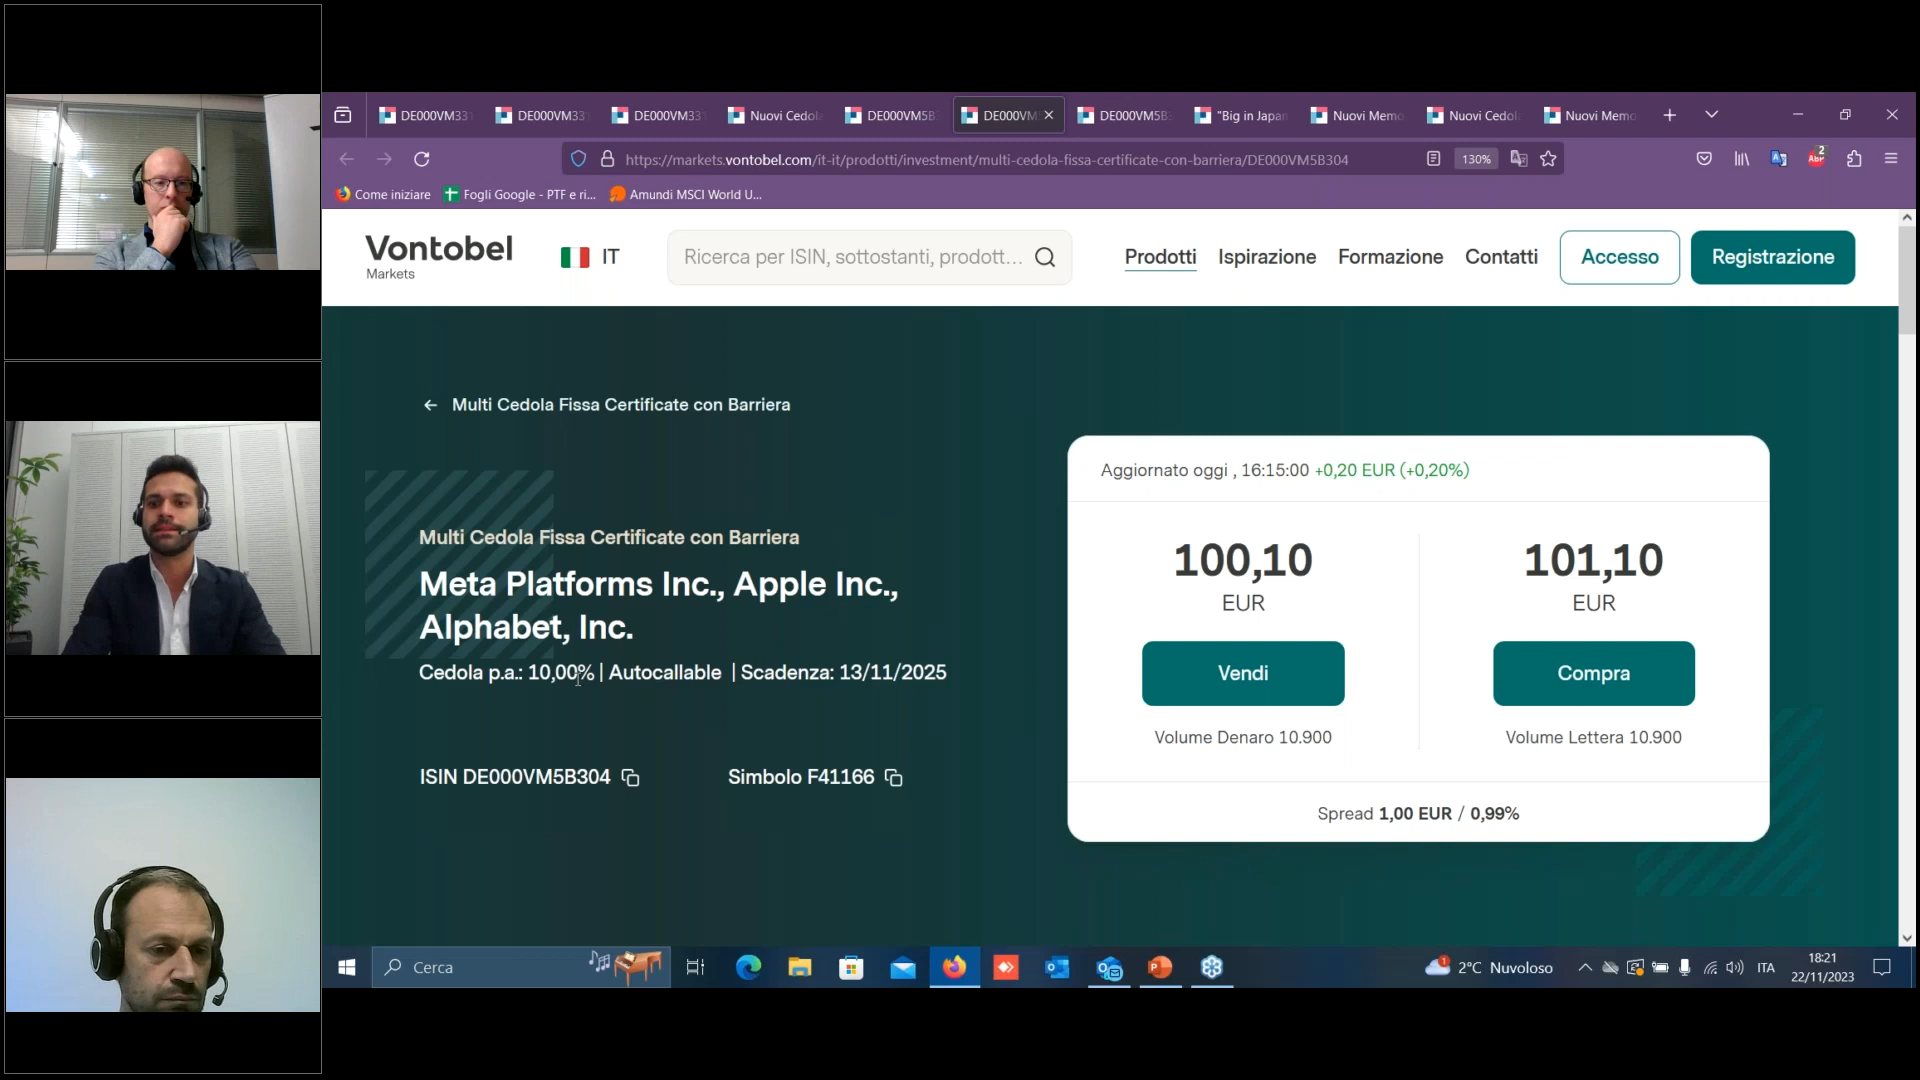 DE000VM33
DE000VM33
DE000VM33
Nuovi Cedol
DE000VM5B
DE000VM
DE000VM5B
"Big in Japan
Nuovi Memo
Nuovi Cedol
Nuovi Memo
https://markets.vontobel.com/it-it/prodotti/investment/multi-cedola-fissa-certificate-con-barriera/DE000VM5B304
130%
ABP
2
Come iniziare
Fogli Google - PTF e ri...
Amundi MSCI World U...
Vontobel
Markets
IT
Ricerca per ISIN, sottostanti, prodott...
Prodotti
Ispirazione
Formazione
Contatti
Accesso
Registrazione
← Multi Cedola Fissa Certificate con Barriera
Multi Cedola Fissa Certificate con Barriera
Meta Platforms Inc., Apple Inc.,
Alphabet, Inc.
Cedola p.a.: 10,00% | Autocallable | Scadenza: 13/11/2025
ISIN DE000VM5B304
Simbolo F41166
Aggiornato oggi , 16:15:00 +0,20 EUR (+0,20%)
100,10
EUR
Vendi
Volume Denaro 10.900
101,10
EUR
Compra
Volume Lettera 10.900
Spread 1,00 EUR / 0,99%
Cerca
1
2°C Nuvoloso
ITA
18:21
22/11/2023